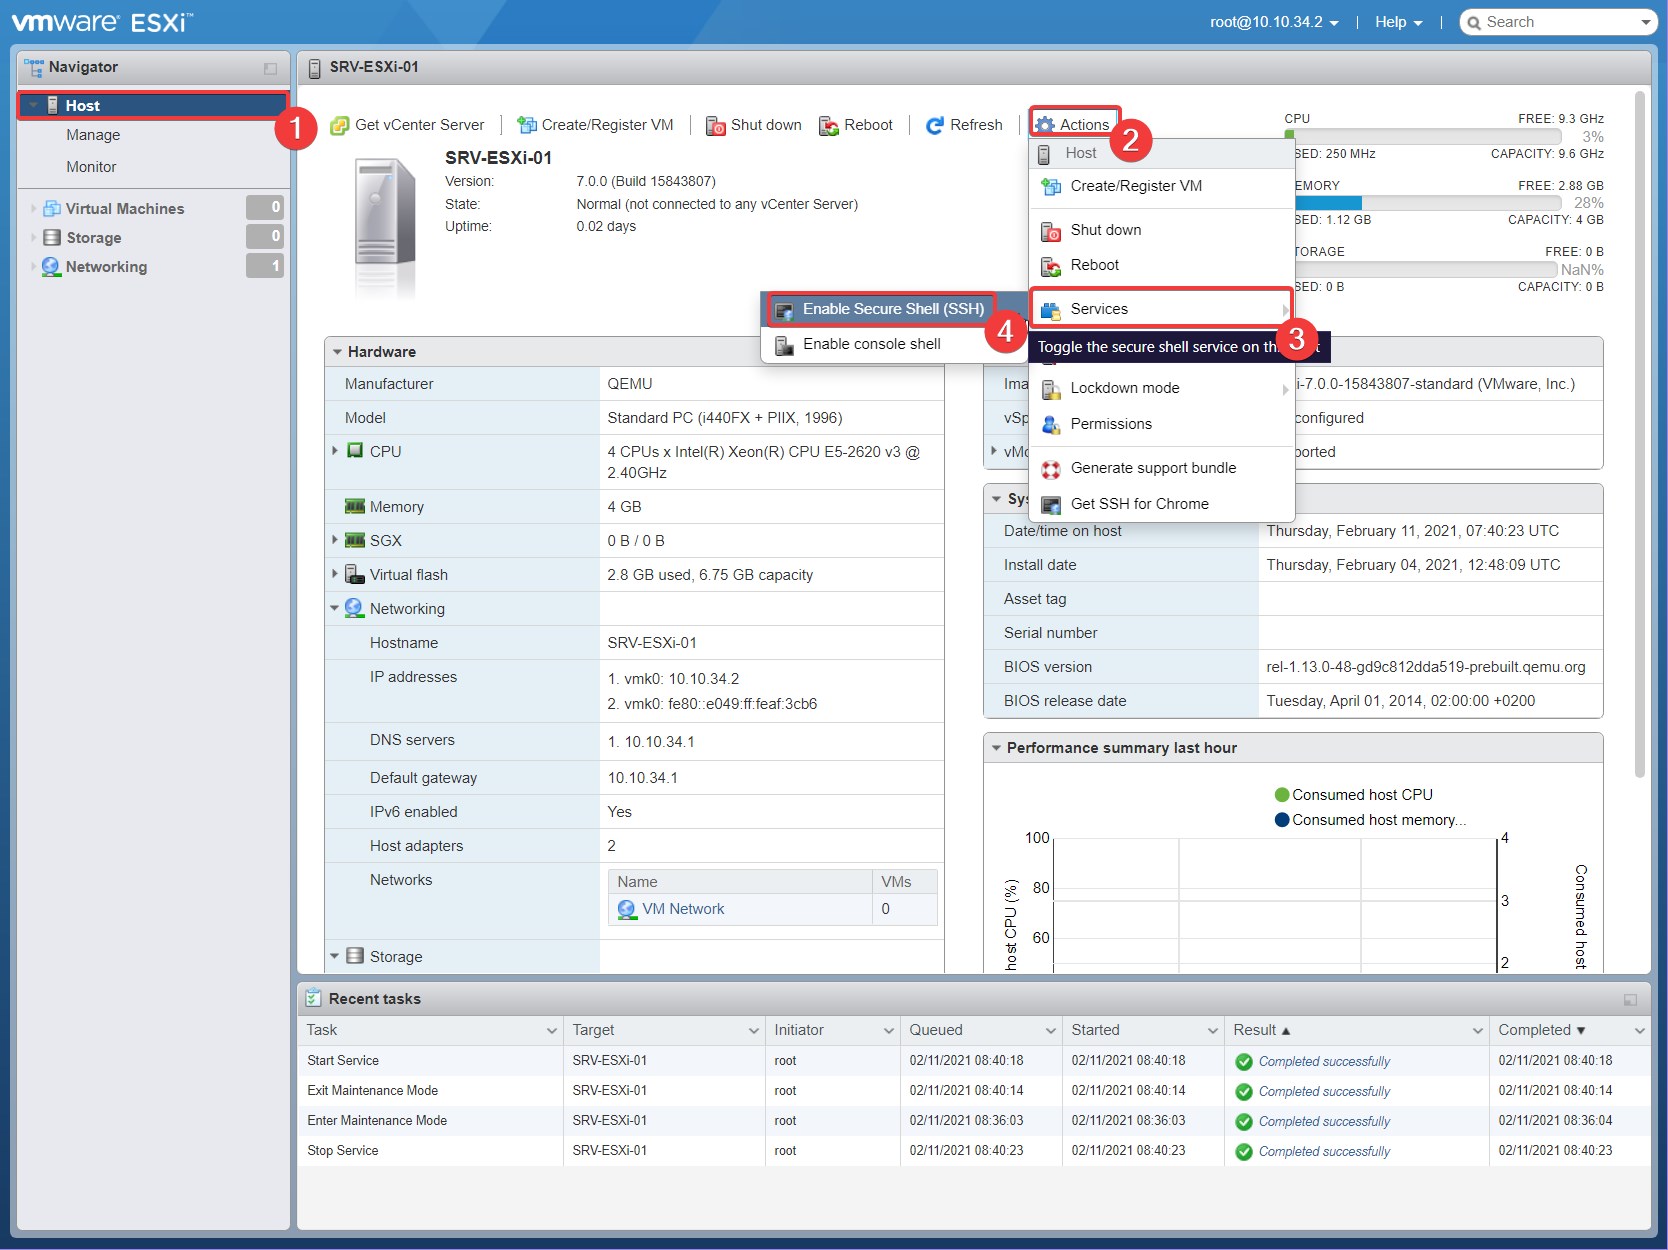 vmware ESXi™
root@10.10.34.2
Help
Search
Navigator
Host
1
Manage
Monitor
Virtual Machines 0
Storage 0
Networking 1
SRV-ESXi-01
Get vCenter Server
Create/Register VM
Shut down
Reboot
Refresh
Actions
2
SRV-ESXi-01
Version: 7.0.0 (Build 15843807)
State: Normal (not connected to any vCenter Server)
Uptime: 0.02 days
Host
Create/Register VM
Shut down
Reboot
Services
3
Enable Secure Shell (SSH)
4
Enable console shell
Toggle the secure shell service on th
Lockdown mode
Permissions
Generate support bundle
Get SSH for Chrome
CPU FREE: 9.3 GHz
3%
SED: 250 MHz CAPACITY: 9.6 GHz
EMORY FREE: 2.88 GB
28%
SED: 1.12 GB CAPACITY: 4 GB
TORAGE FREE: 0 B
NaN%
SED: 0 B CAPACITY: 0 B
Hardware
Manufacturer QEMU
Model Standard PC (i440FX + PIIX, 1996)
CPU 4 CPUs x Intel(R) Xeon(R) CPU E5-2620 v3 @
2.40GHz
Memory 4 GB
SGX 0 B / 0 B
Virtual flash 2.8 GB used, 6.75 GB capacity
Networking
Hostname SRV-ESXi-01
IP addresses 1. vmk0: 10.10.34.2
2. vmk0: fe80::e049:ff:feaf:3cb6
DNS servers 1. 10.10.34.1
Default gateway 10.10.34.1
IPv6 enabled Yes
Host adapters 2
Networks Name VMs
VM Network 0
Storage
Ima i-7.0.0-15843807-standard (VMware, Inc.)
vSp configured
vMo ported
Sys
Date/time on host Thursday, February 11, 2021, 07:40:23 UTC
Install date Thursday, February 04, 2021, 12:48:09 UTC
Asset tag
Serial number
BIOS version rel-1.13.0-48-gd9c812dda519-prebuilt.qemu.org
BIOS release date Tuesday, April 01, 2014, 02:00:00 +0200
Performance summary last hour
Consumed host CPU
Consumed host memory...
100
80
60
4
3
2
host CPU (%)
Consumed host
Recent tasks
Task Target Initiator Queued Started Result Completed
Start Service SRV-ESXi-01 root 02/11/2021 08:40:18 02/11/2021 08:40:18 Completed successfully 02/11/2021 08:40:18
Exit Maintenance Mode SRV-ESXi-01 root 02/11/2021 08:40:14 02/11/2021 08:40:14 Completed successfully 02/11/2021 08:40:14
Enter Maintenance Mode SRV-ESXi-01 root 02/11/2021 08:36:03 02/11/2021 08:36:03 Completed successfully 02/11/2021 08:36:04
Stop Service SRV-ESXi-01 root 02/11/2021 08:40:23 02/11/2021 08:40:23 Completed successfully 02/11/2021 08:40:23